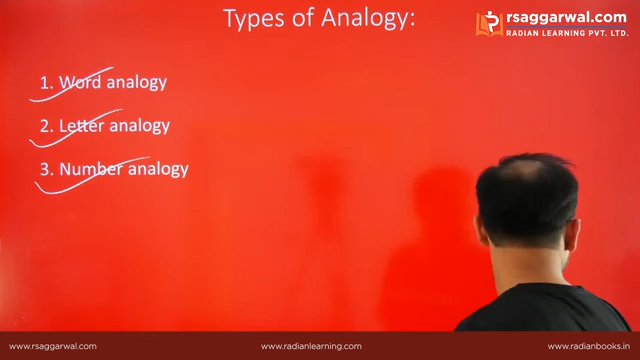 Types of Analogy:
rsaggarwal.com
RADIAN LEARNING PVT. LTD.
1. Word analogy
2. Letter analogy
3. Number analogy
www.rsaggarwal.com
www.radianlearning.com
www.radianbooks.in